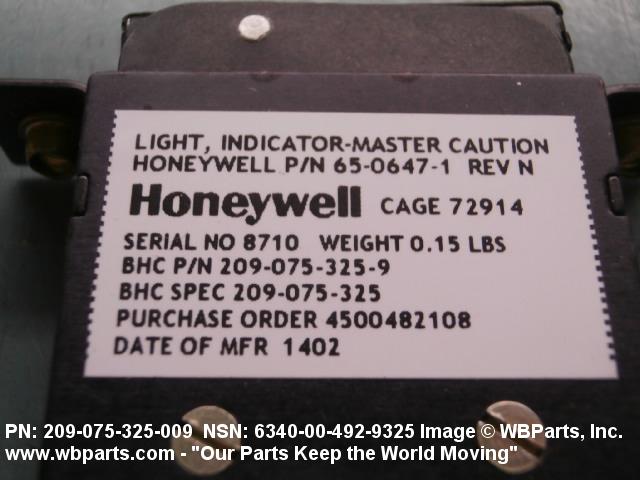 LIGHT, INDICATOR-MASTER CAUTION
HONEYWELL P/N 65-0647-1 REV N
Honeywell CAGE 72914
SERIAL NO 8710 WEIGHT 0.15 LBS
BHC P/N 209-075-325-9
BHC SPEC 209-075-325
PURCHASE ORDER 4500482108
DATE OF MFR 1402
PN: 209-075-325-009 NSN: 6340-00-492-9325 Image © WBParts, Inc.
www.wbparts.com - "Our Parts Keep the World Moving"